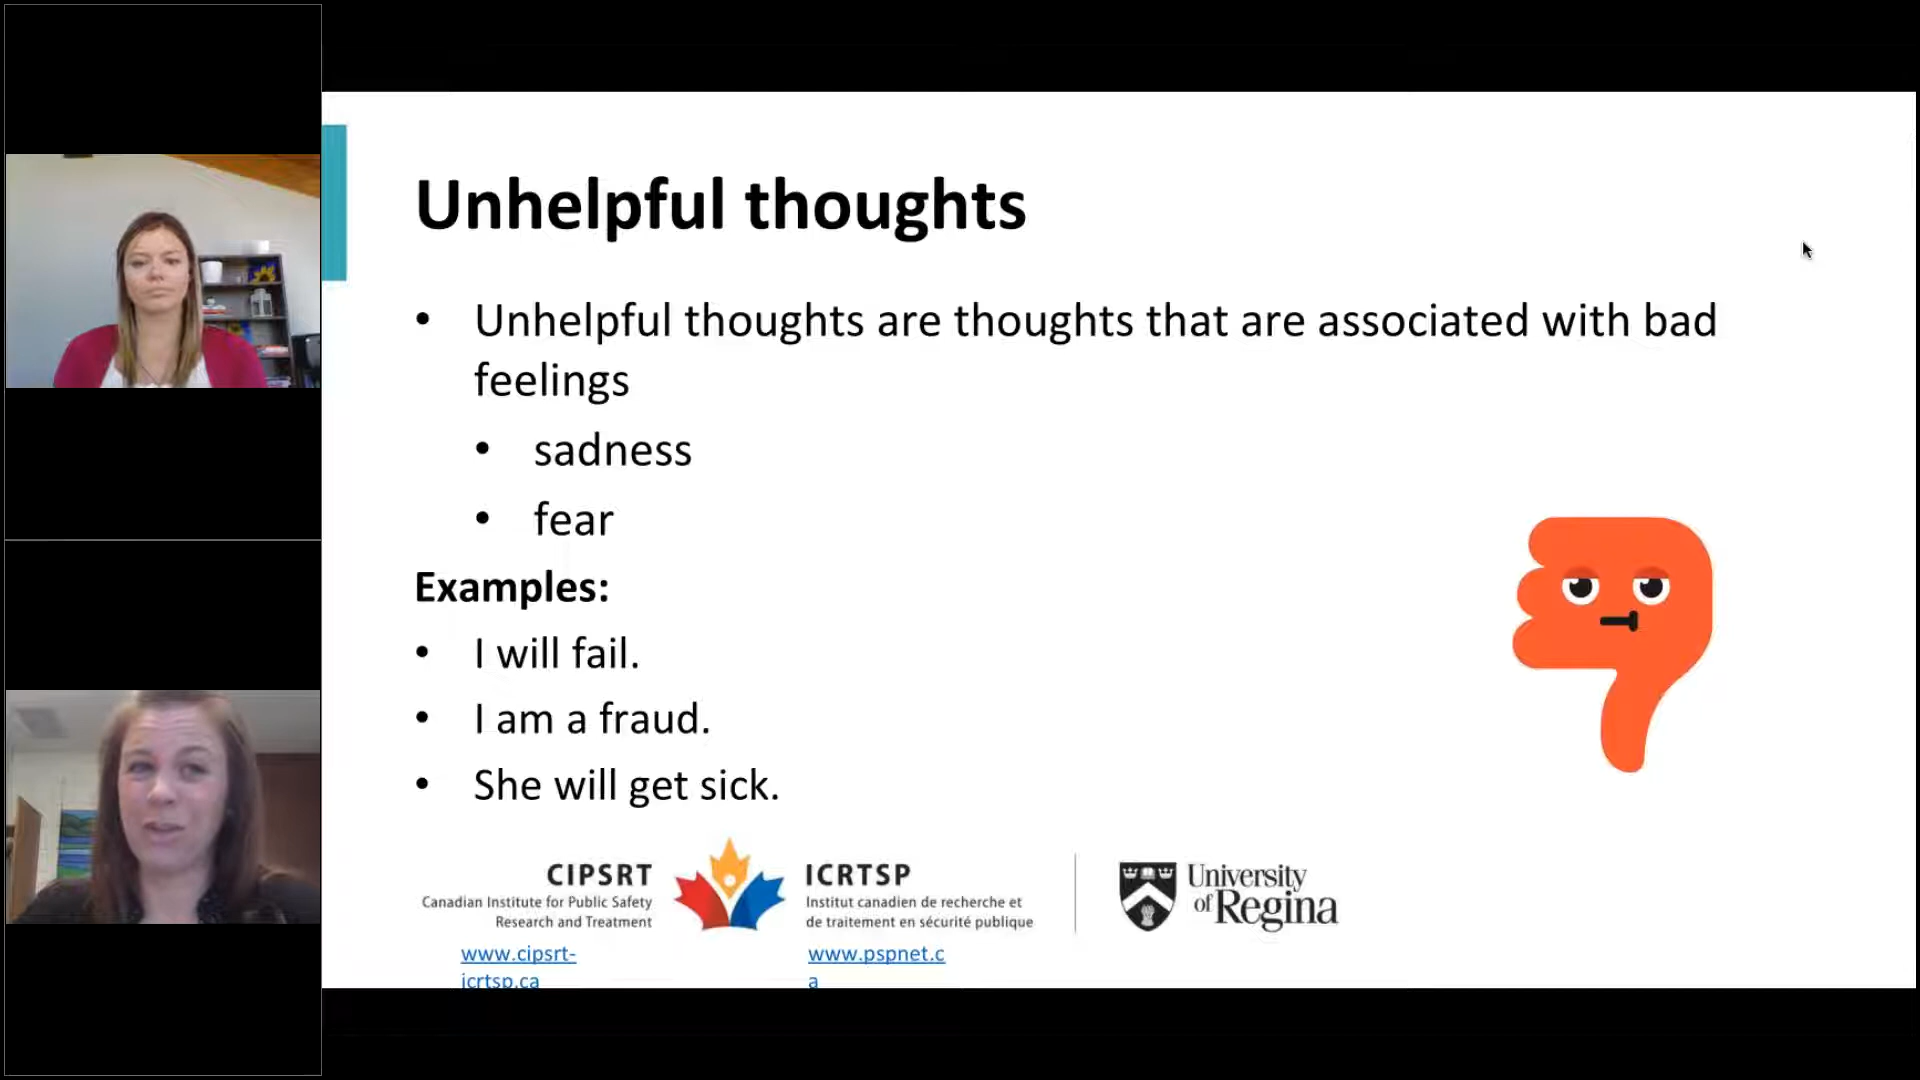 Unhelpful thoughts
• Unhelpful thoughts are thoughts that are associated with bad
feelings
• sadness
• fear
Examples:
• I will fail.
• I am a fraud.
• She will get sick.
CIPSRT
Canadian Institute for Public Safety
Research and Treatment
www.cipsrt-
icrtsp.ca
ICRTSP
Institut canadien de recherche et
de traitement en sécurité publique
www.pspnet.c
a
University
of Regina